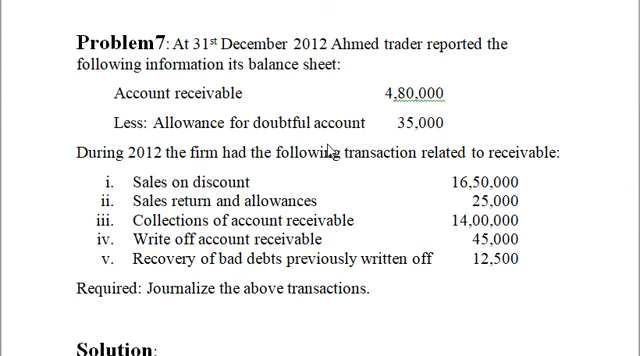 Problem7: At 31st December 2012 Ahmed trader reported the
following information its balance sheet:
Account receivable 4,80,000
Less: Allowance for doubtful account 35,000
During 2012 the firm had the following transaction related to receivable:
i. Sales on discount 16,50,000
ii. Sales return and allowances 25,000
iii. Collections of account receivable 14,00,000
iv. Write off account receivable 45,000
v. Recovery of bad debts previously written off 12,500
Required: Journalize the above transactions.
Solution: